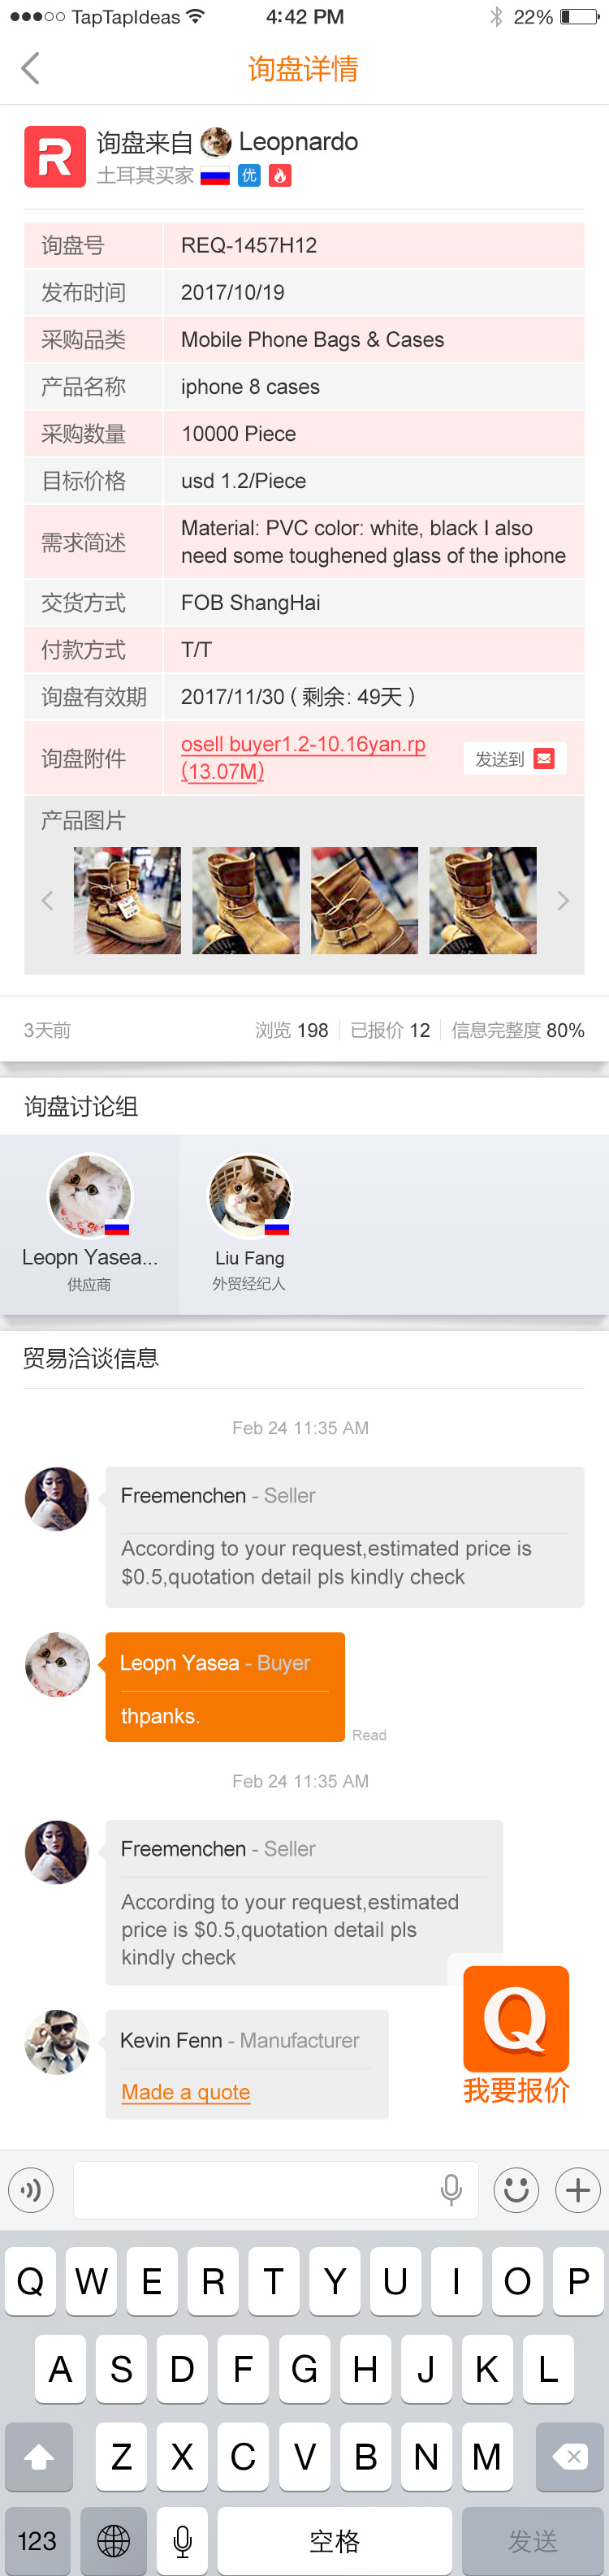 TapTapIdeas 4:42 PM 22%
询盘详情
R 询盘来自 Leopnardo
土耳其买家 优
询盘号 REQ-1457H12
发布时间 2017/10/19
采购品类 Mobile Phone Bags & Cases
产品名称 iphone 8 cases
采购数量 10000 Piece
目标价格 usd 1.2/Piece
需求简述 Material: PVC color: white, black I also
need some toughened glass of the iphone
交货方式 FOB ShangHai
付款方式 T/T
询盘有效期 2017/11/30 ( 剩余: 49天 )
询盘附件 osell buyer1.2-10.16yan.rp
(13.07M) 发送到
产品图片
3天前 浏览 198 已报价 12 信息完整度 80%
询盘讨论组
Leopn Yasea... Liu Fang
供应商 外贸经纪人
贸易洽谈信息
Feb 24 11:35 AM
Freemenchen - Seller
According to your request,estimated price is
$0.5,quotation detail pls kindly check
Leopn Yasea - Buyer
thpanks.
Read
Feb 24 11:35 AM
Freemenchen - Seller
According to your request,estimated
price is $0.5,quotation detail pls
kindly check
Kevin Fenn - Manufacturer
Made a quote
Q
我要报价
Q W E R T Y U I O P
A S D F G H J K L
Z X C V B N M
123 空格 发送